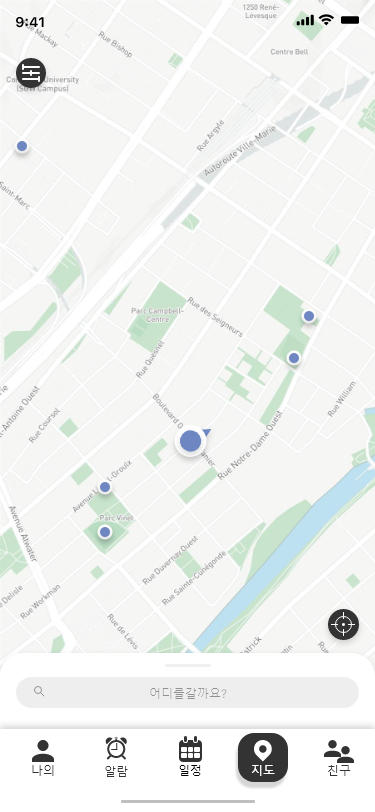 9:41
1250 René-
Lévesque
Mackay
Rue Bishop
Centre Bell
University
(SGW Campus)
Rue Argyle
Autoroute Ville-Marie
Saint-Marc
Parc Campbell-
Centre
Rue des Seigneurs
Rue Quesnel
Rue William
-Antoine Ouest
Rue Coursol
Boulevard G
Rue Notre-Dame Ouest
Avenue L
-Groulx
Avenue Atwater
Parc Vinet
Rue Duvernay Ouest
Rue Sainte-Cunégonde
Delisle
Rue Workman
Rue de Lévis
어디를갈까요?
나의
알람
일정
지도
친구